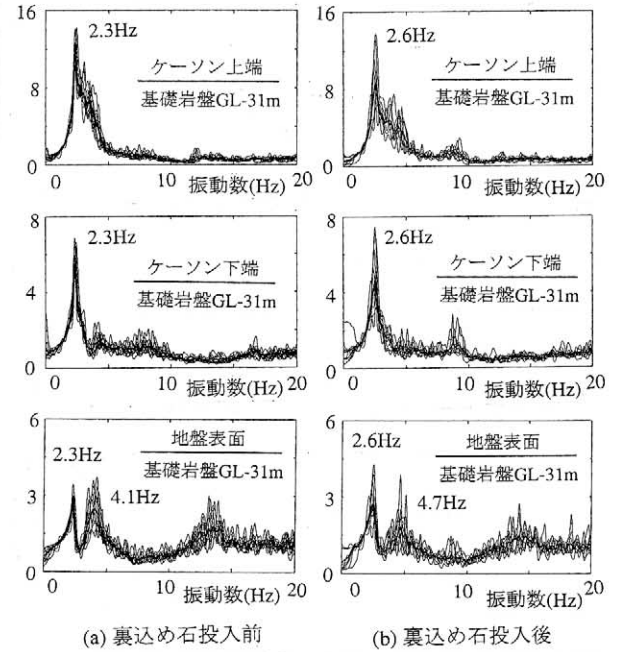 16
12
8
4
0
2.3Hz
ケーソン上端
基礎岩盤GL-31m
0 10 20
振動数(Hz)
16
8
0
2.6Hz
ケーソン上端
基礎岩盤GL-31m
0 10 20
振動数(Hz)
8
4
0
2.3Hz
ケーソン下端
基礎岩盤GL-31m
0 10 20
振動数(Hz)
8
4
0
2.6Hz
ケーソン下端
基礎岩盤GL-31m
0 10 20
振動数(Hz)
6
3
0
2.3Hz
4.1Hz
地盤表面
基礎岩盤GL-31m
0 10 20
振動数(Hz)
6
3
0
2.6Hz
4.7Hz
地盤表面
基礎岩盤GL-31m
0 10 20
振動数(Hz)
(a) 裏込め石投入前
(b) 裏込め石投入後